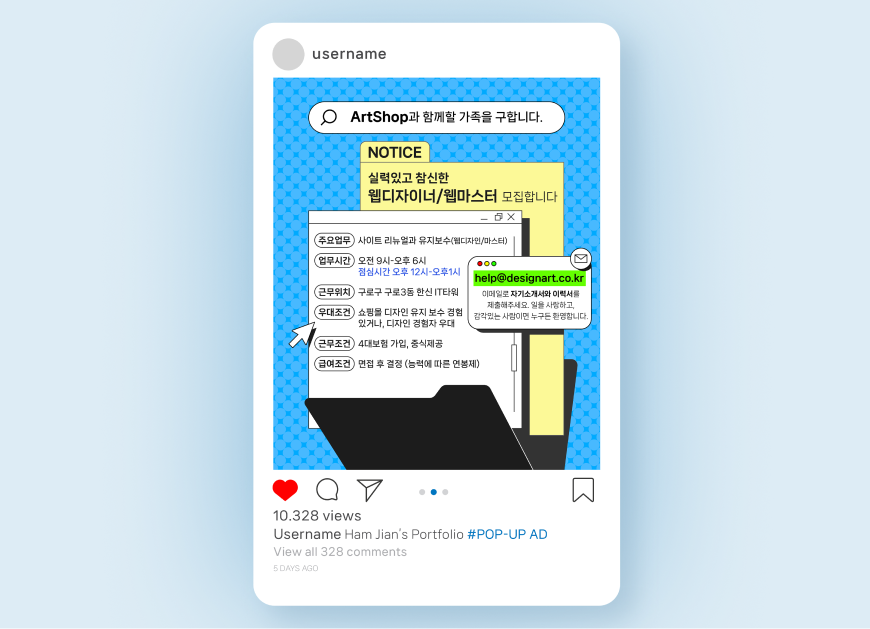 username
ArtShop과 함께할 가족을 구합니다.
NOTICE
실력있고 참신한
웹디자이너/웹마스터 모집합니다
주요업무 사이트 리뉴얼과 유지보수(웹디자인/마스터)
업무시간 오전 9시-오후 6시
점심시간 오후 12시-오후1시
근무위치 구로구 구로3동 한신 IT타워
우대조건 쇼핑몰 디자인 유지 보수 경험
있거나, 디자인 경험자 우대
근무조건 4대보험 가입, 중식제공
급여조건 면접 후 결정 (능력에 따른 연봉제)
help@designart.co.kr
이메일로 자기소개서와 이력서를
제출해주세요. 일을 사랑하고,
감각있는 사람이면 누구든 환영합니다.
10.328 views
Username Ham Jian's Portfolio #POP-UP AD
View all 328 comments
5 DAYS AGO